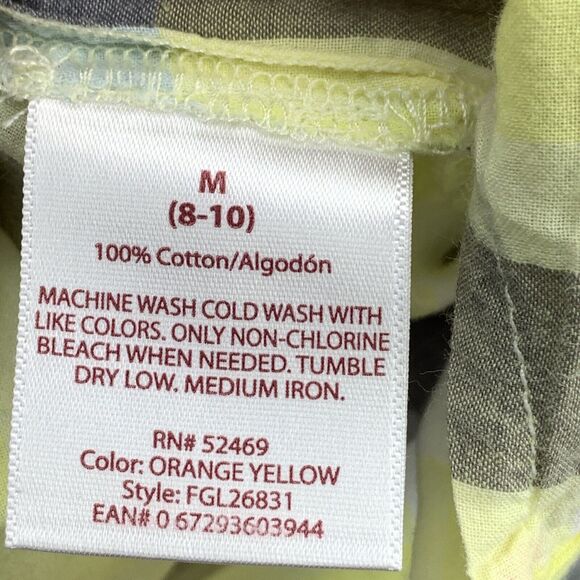 M
(8-10)
100% Cotton/Algodón
MACHINE WASH COLD WASH WITH
LIKE COLORS. ONLY NON-CHLORINE
BLEACH WHEN NEEDED. TUMBLE
DRY LOW. MEDIUM IRON.
RN# 52469
Color: ORANGE YELLOW
Style: FGL26831
EAN# 0 67293603944